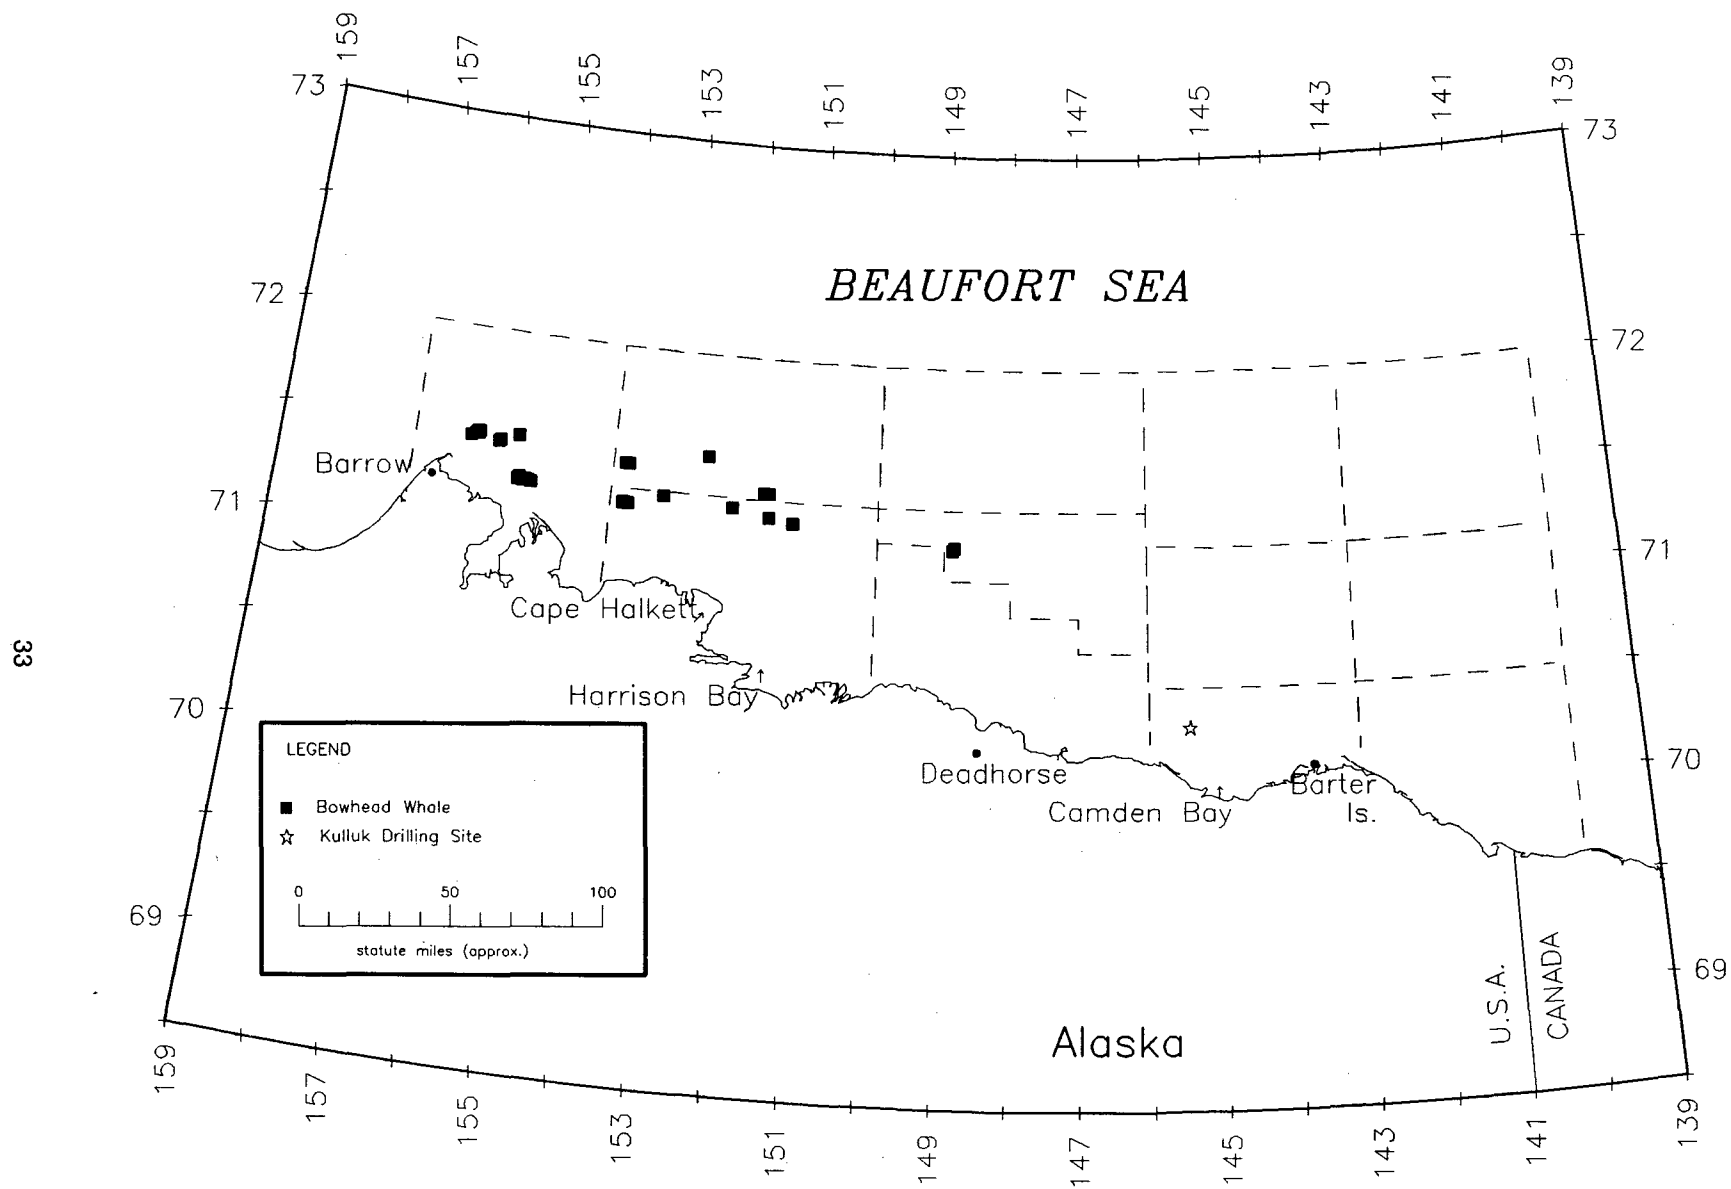 159
157
155
153
151
149
147
145
143
141
139
73
73
72
72
BEAUFORT SEA
Barrow
71
71
Cape Halkett
33
Harrison Bay
70
70
Deadhorse
Camden Bay
Barter
Is.
LEGEND
Bowhead Whale
Kulluk Drilling Site
0 50 100
statute miles (approx.)
69
69
U.S.A.
CANADA
Alaska
159
157
155
153
151
149
147
145
143
141
139